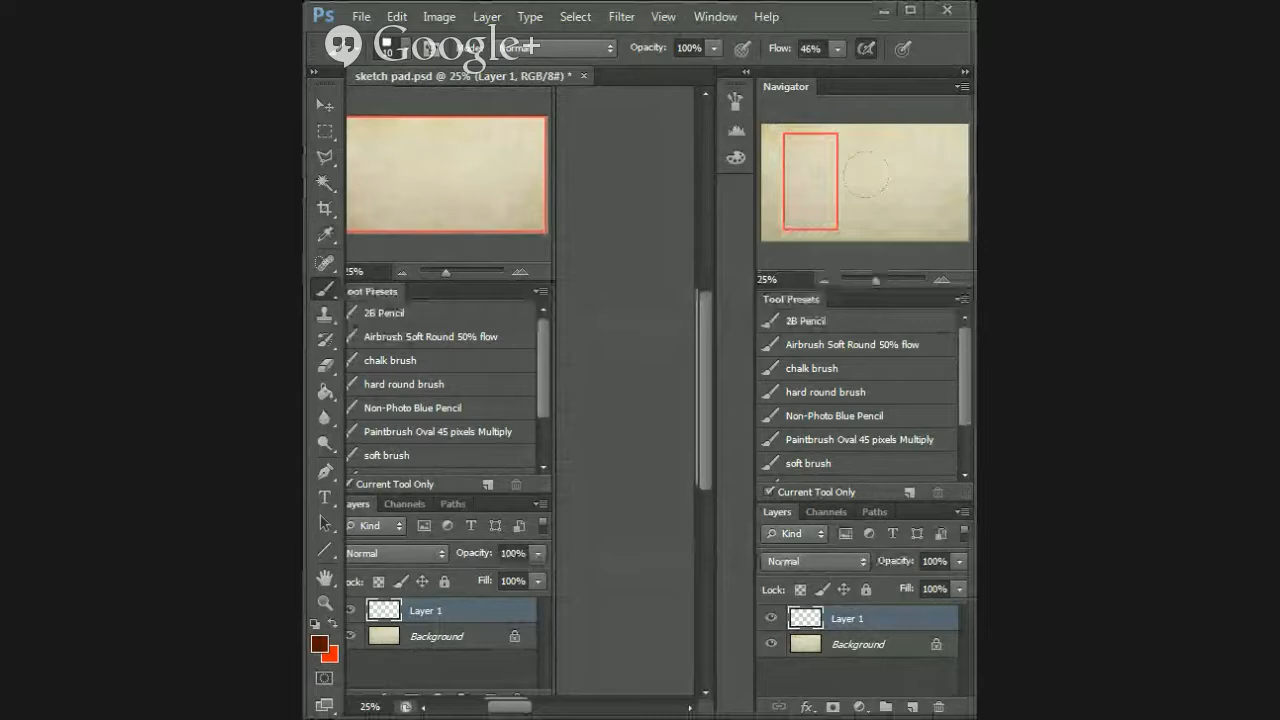 Ps File Edit Image Layer Type Select Filter View Window Help
Google+
Normal Opacity: 100% Flow: 46%
sketch pad.psd @ 25% (Layer 1, RGB/8#) *
Navigator
25%
oot Presets
2B Pencil
Airbrush Soft Round 50% flow
chalk brush
hard round brush
Non-Photo Blue Pencil
Paintbrush Oval 45 pixels Multiply
soft brush
Current Tool Only
ayers Channels Paths
Kind
Normal Opacity: 100%
ock: Fill: 100%
Layer 1
Background
25%
25%
Tool Presets
2B Pencil
Airbrush Soft Round 50% flow
chalk brush
hard round brush
Non-Photo Blue Pencil
Paintbrush Oval 45 pixels Multiply
soft brush
Current Tool Only
Layers Channels Paths
Kind
Normal Opacity: 100%
Lock: Fill: 100%
Layer 1
Background
fx